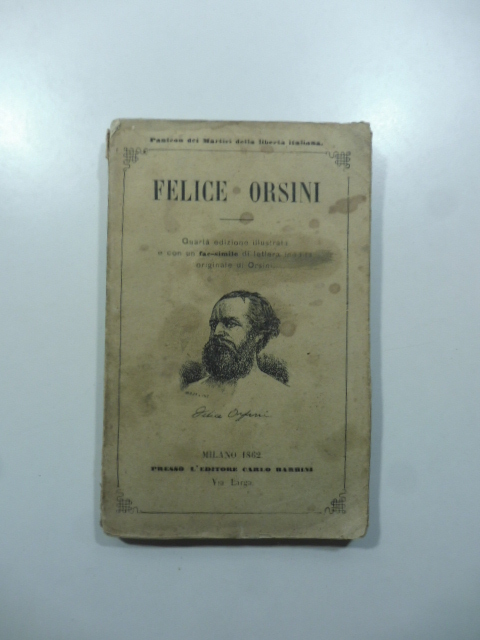 Panteon dei Martiri della libertà italiana.
FELICE ORSINI
Quarta edizione illustrata
e con un fac-simile di lettera
originale di Orsini
Felice Orsini
MILANO 1862
PRESSO L'EDITORE CARLO BARBINI
Via Larga.